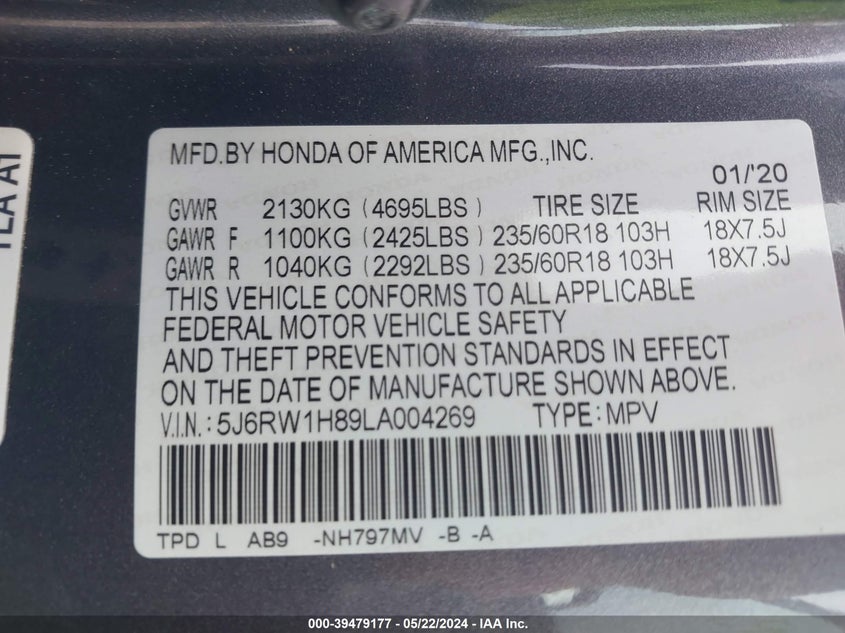 TLA A1
MFD.BY HONDA OF AMERICA MFG.,INC.
01/'20
GVWR 2130KG (4695LBS) TIRE SIZE RIM SIZE
GAWR F 1100KG (2425LBS) 235/60R18 103H 18X7.5J
GAWR R 1040KG (2292LBS) 235/60R18 103H 18X7.5J
THIS VEHICLE CONFORMS TO ALL APPLICABLE
FEDERAL MOTOR VEHICLE SAFETY
AND THEFT PREVENTION STANDARDS IN EFFECT
ON THE DATE OF MANUFACTURE SHOWN ABOVE.
V.I.N.: 5J6RW1H89LA004269 TYPE: MPV
TPD L AB9 -NH797MV -B -A
000-39479177 - 05/22/2024 - IAA Inc.